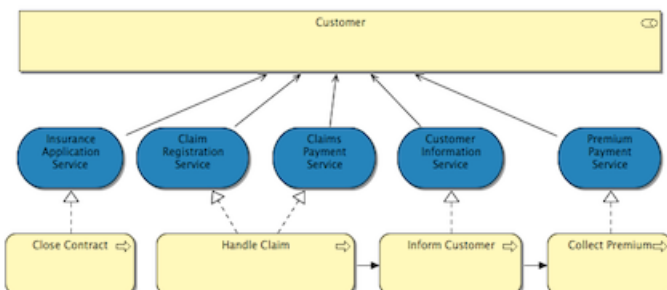 Customer
Insurance
Application
Service
Claim
Registration
Service
Claims
Payment
Service
Customer
Information
Service
Premium
Payment
Service
Close Contract
Handle Claim
Inform Customer
Collect Premium